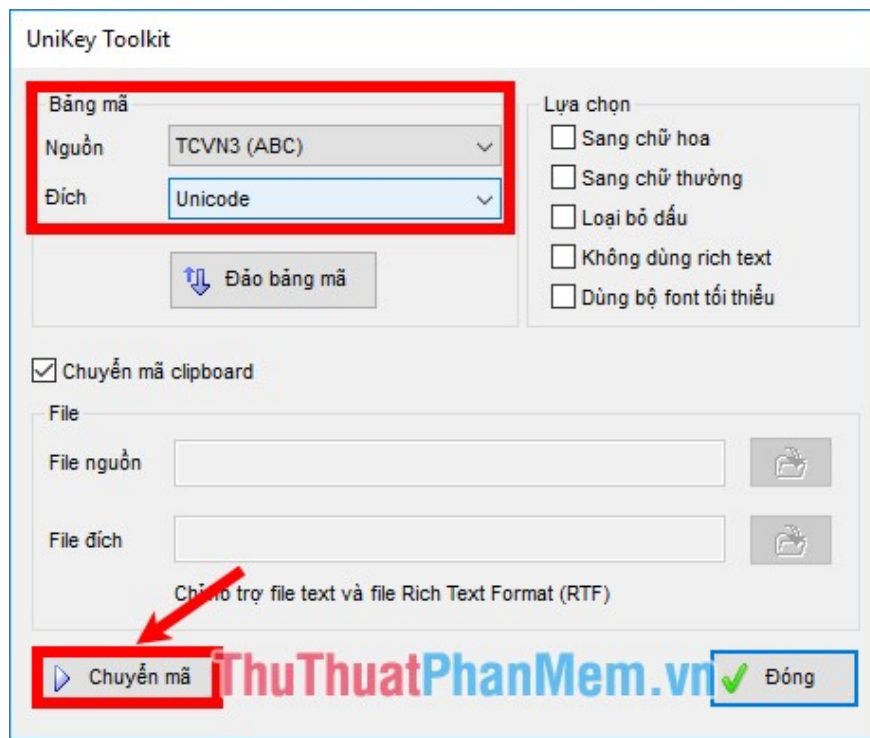 UniKey Toolkit
Bảng mã
Nguồn
TCVN3 (ABC)
Đích
Unicode
Đảo bảng mã
Lựa chọn
Sang chữ hoa
Sang chữ thường
Loại bỏ dấu
Không dùng rich text
Dùng bộ font tối thiểu
Chuyển mã clipboard
File
File nguồn
File đích
trợ file text và file Rich Text Format (RTF)
Chuyển mã
ThuThuatPhanMem.vn
Đóng